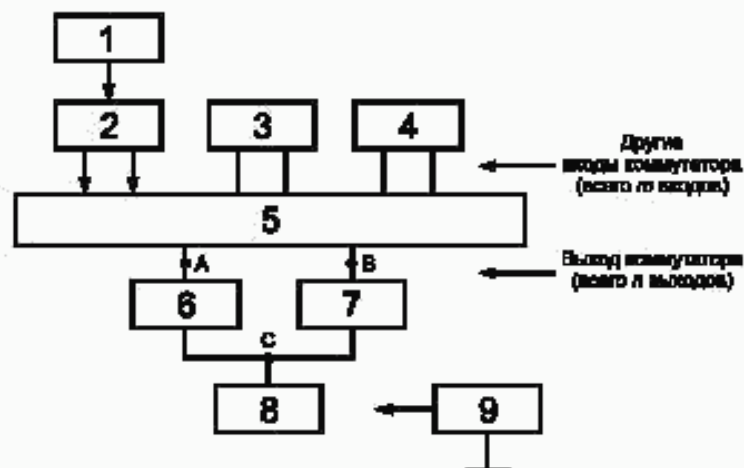 1
2
3
4
Другие
входы коммутатора
(всего m входов)
5
A
B
Выход коммутатора
(всего n выходов)
6
7
C
8
9